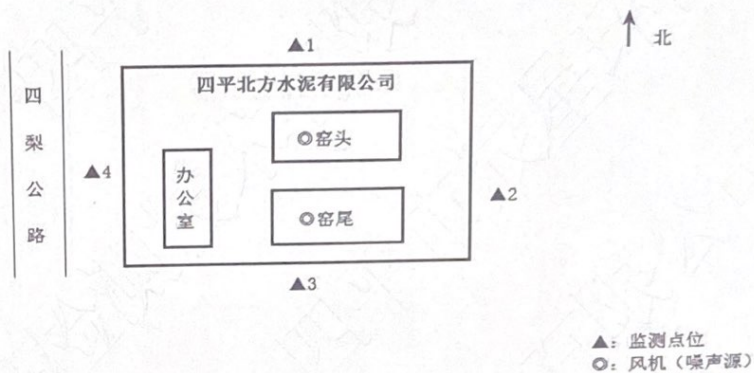 ▲1
北
四平北方水泥有限公司
四梨公路
◎窑头
▲4
办公室
▲2
◎窑尾
▲3
▲：监测点位
◎：风机（噪声源）